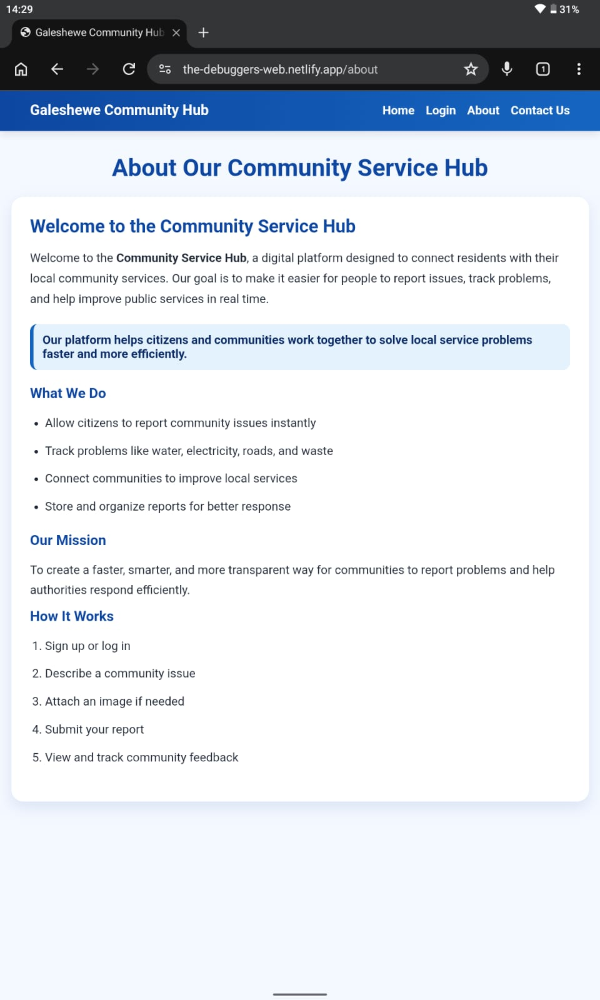 14:29
31%
Galeshewe Community Hub
the-debuggers-web.netlify.app/about
1
Galeshewe Community Hub
Home Login About Contact Us
About Our Community Service Hub
Welcome to the Community Service Hub
Welcome to the Community Service Hub, a digital platform designed to connect residents with their
local community services. Our goal is to make it easier for people to report issues, track problems,
and help improve public services in real time.
Our platform helps citizens and communities work together to solve local service problems
faster and more efficiently.
What We Do
• Allow citizens to report community issues instantly
• Track problems like water, electricity, roads, and waste
• Connect communities to improve local services
• Store and organize reports for better response
Our Mission
To create a faster, smarter, and more transparent way for communities to report problems and help
authorities respond efficiently.
How It Works
1. Sign up or log in
2. Describe a community issue
3. Attach an image if needed
4. Submit your report
5. View and track community feedback